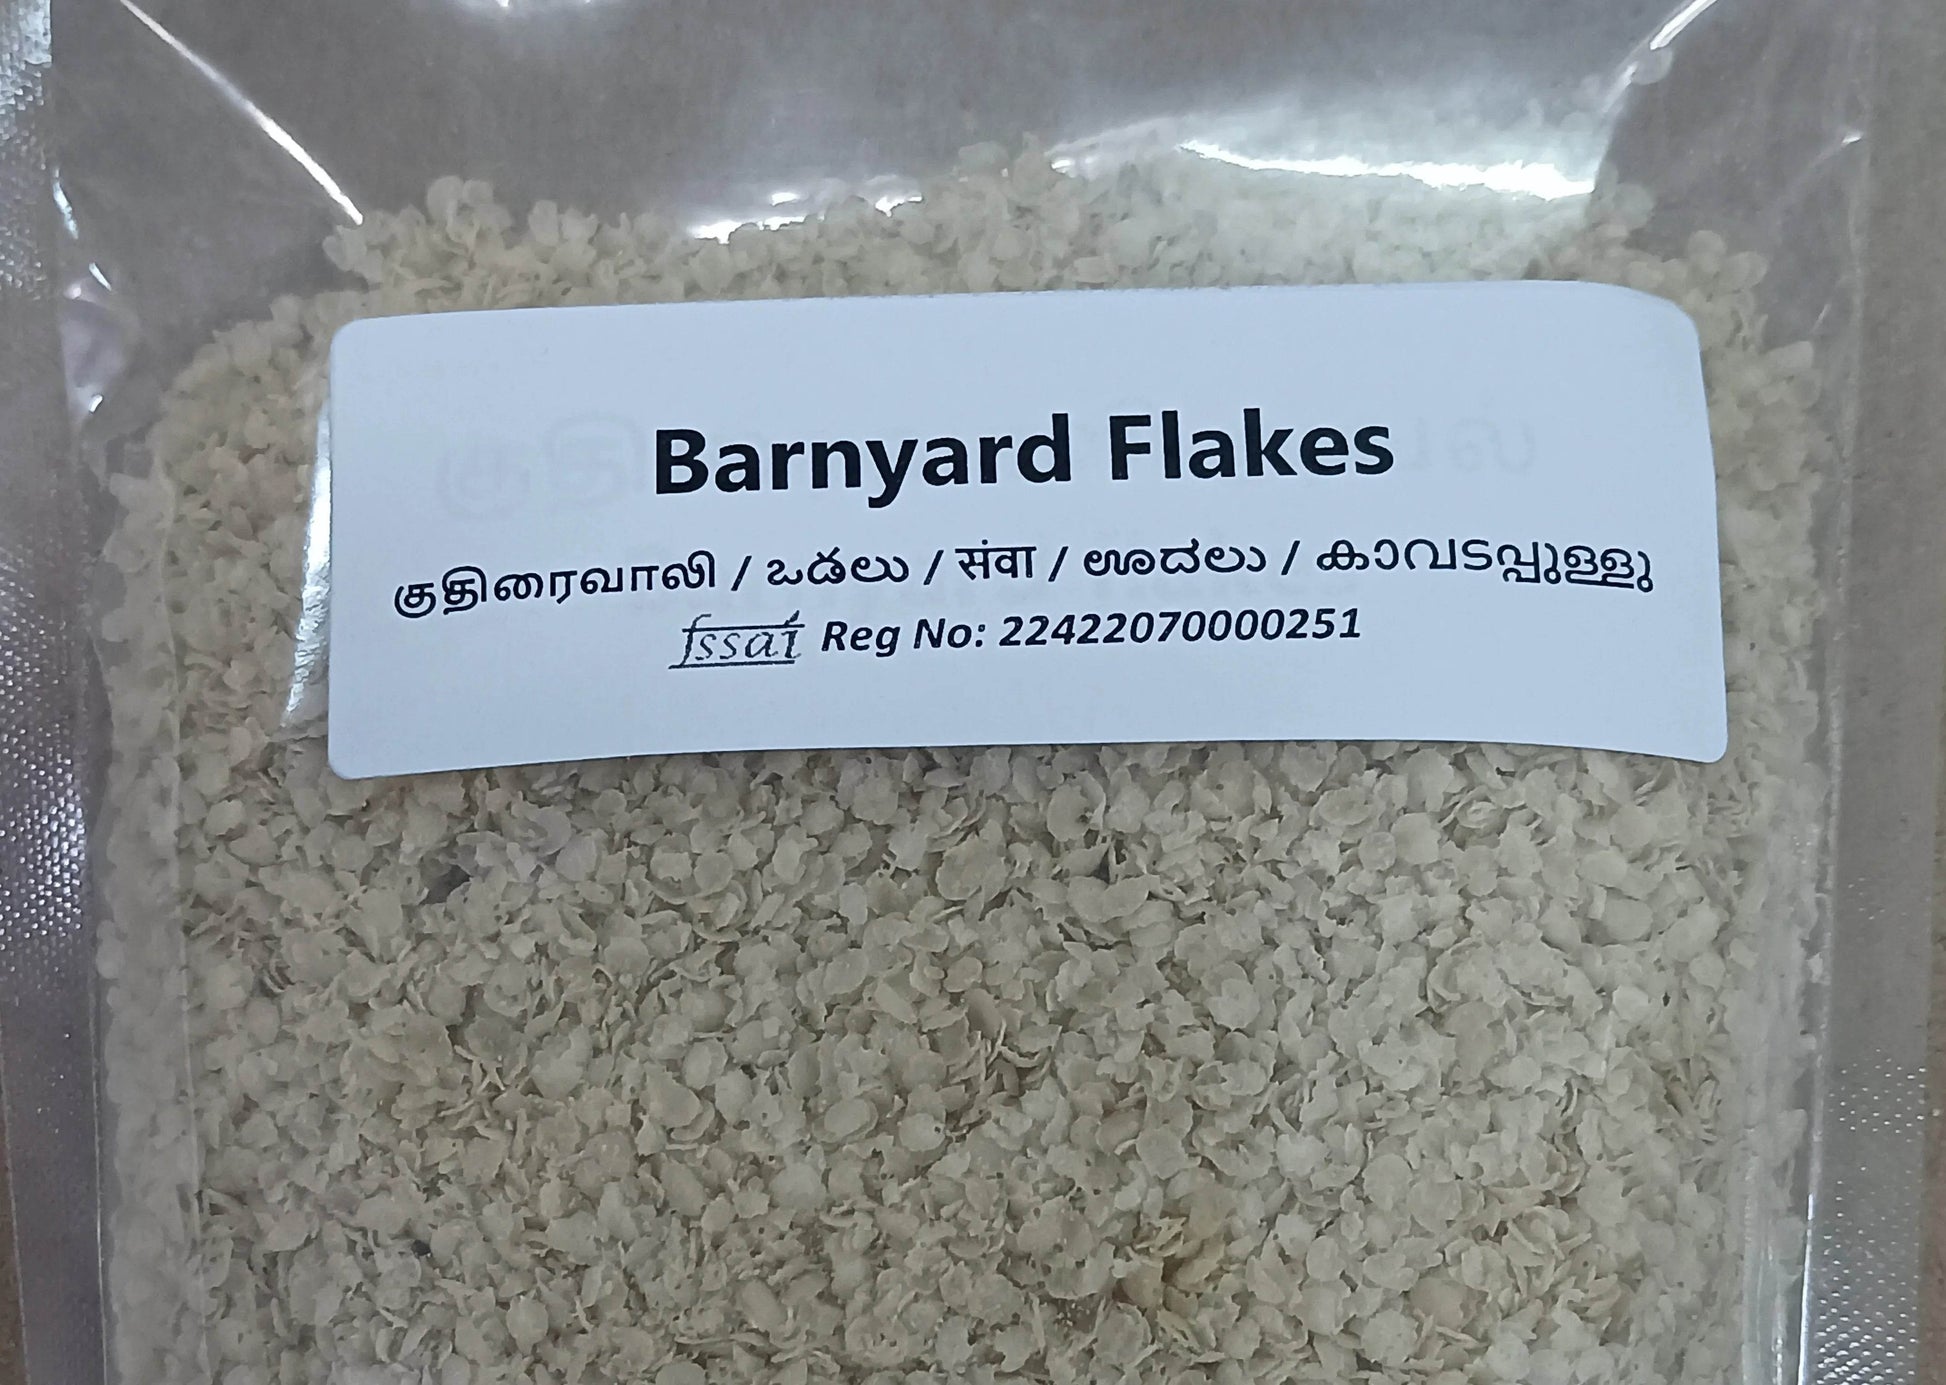 Barnyard Flakes
குதிரைவாலி / ఒడలు / संवा / ಊದಲು / കാവടപ്പുള്ളു
fssai Reg No: 22422070000251